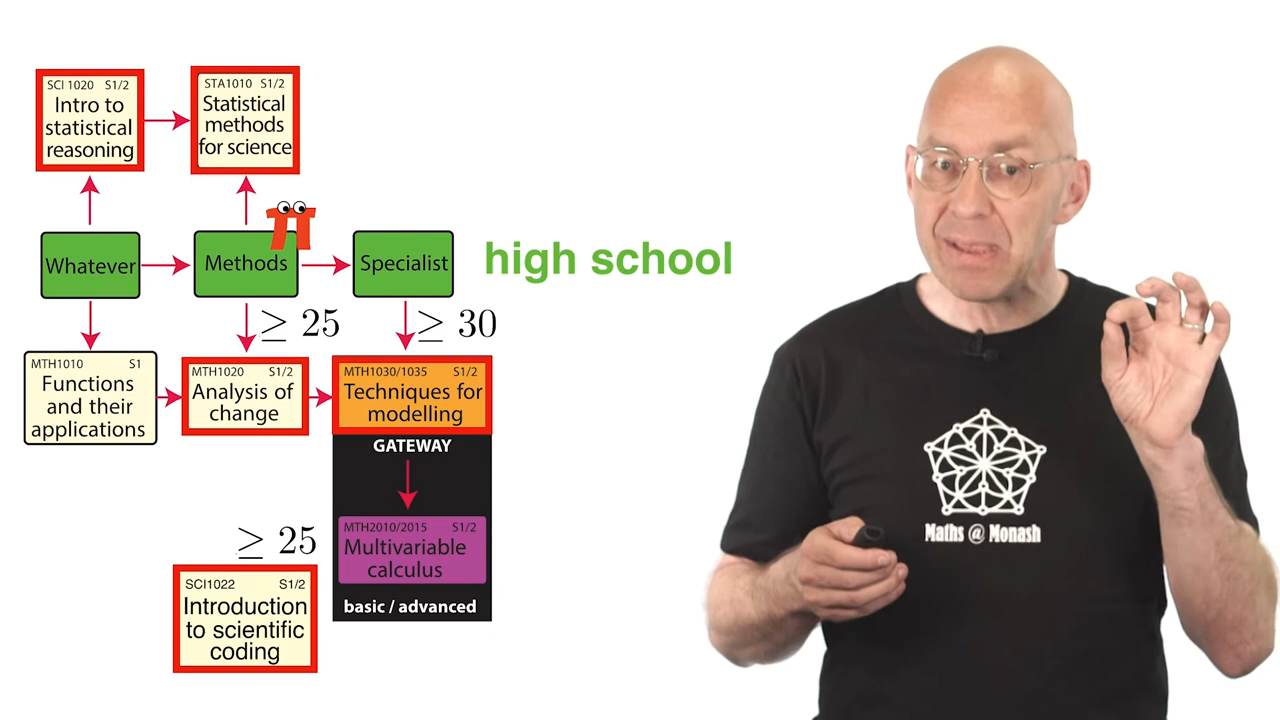 SCI 1020 S1/2
Intro to
statistical
reasoning
STA1010 S1/2
Statistical
methods
for science
Whatever
Methods
Specialist
high school
≥ 25
≥ 30
MTH1010 S1
Functions
and their
applications
MTH1020 S1/2
Analysis of
change
MTH1030/1035 S1/2
Techniques for
modelling
GATEWAY
MTH2010/2015 S1/2
Multivariable
calculus
basic / advanced
≥ 25
SCI1022 S1/2
Introduction
to scientific
coding
Maths @ Monash